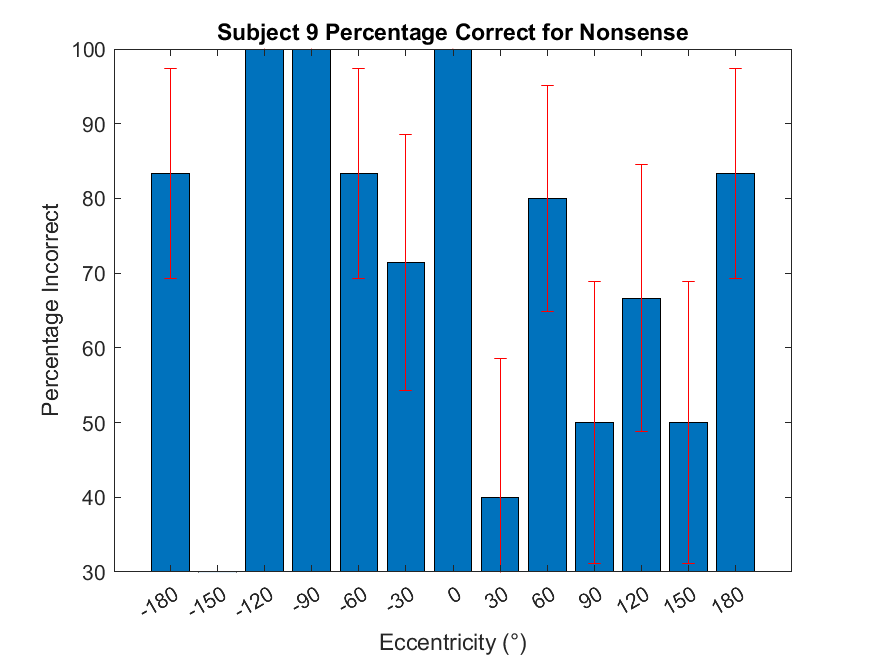 Subject 9 Percentage Correct for Nonsense
Percentage Incorrect
100
90
80
70
60
50
40
30
-180 -150 -120 -90 -60 -30 0 30 60 90 120 150 180
Eccentricity (°)